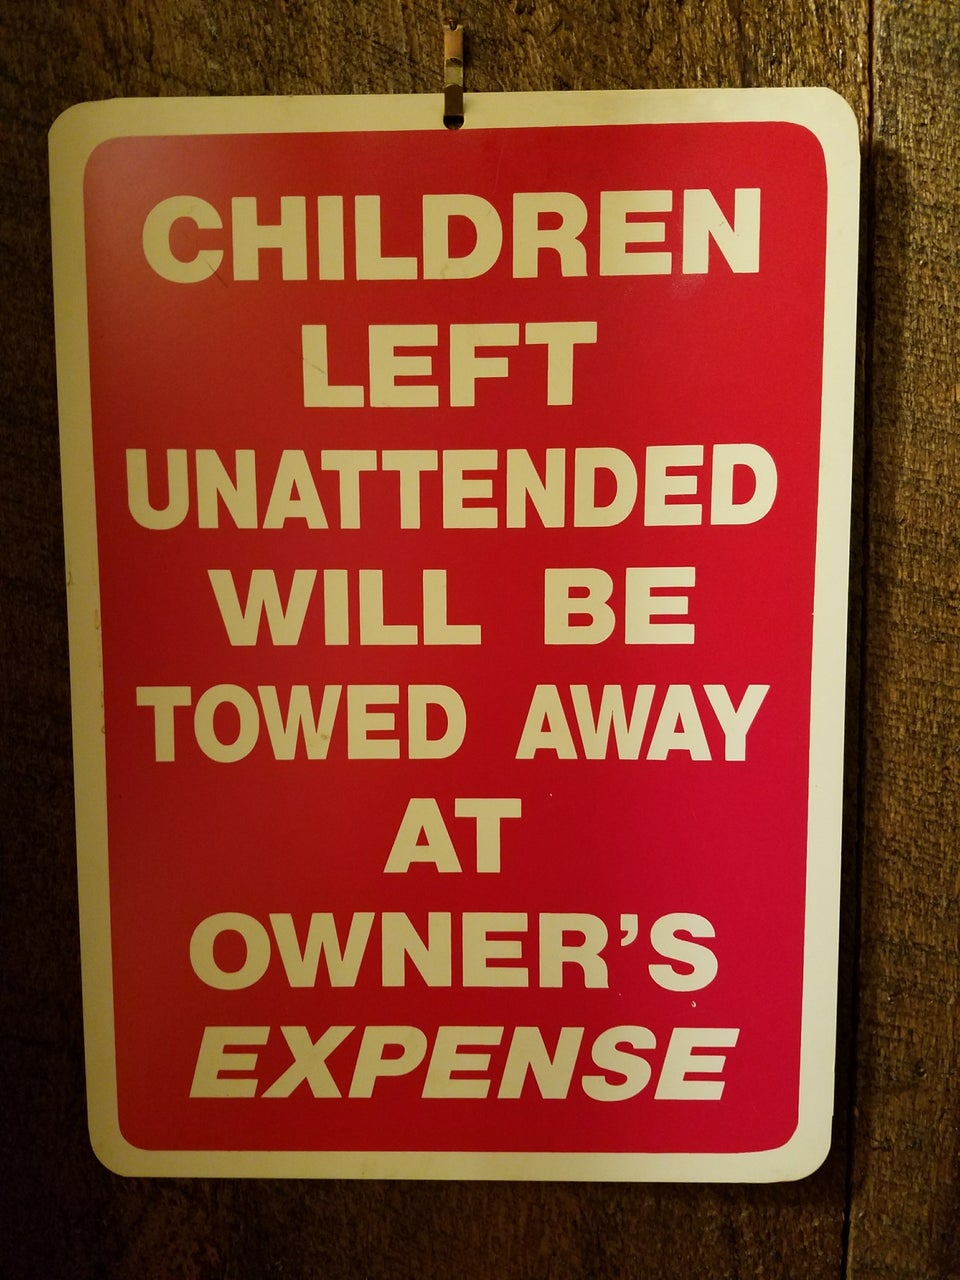 CHILDREN
LEFT
UNATTENDED
WILL BE
TOWED AWAY
AT
OWNER'S
EXPENSE